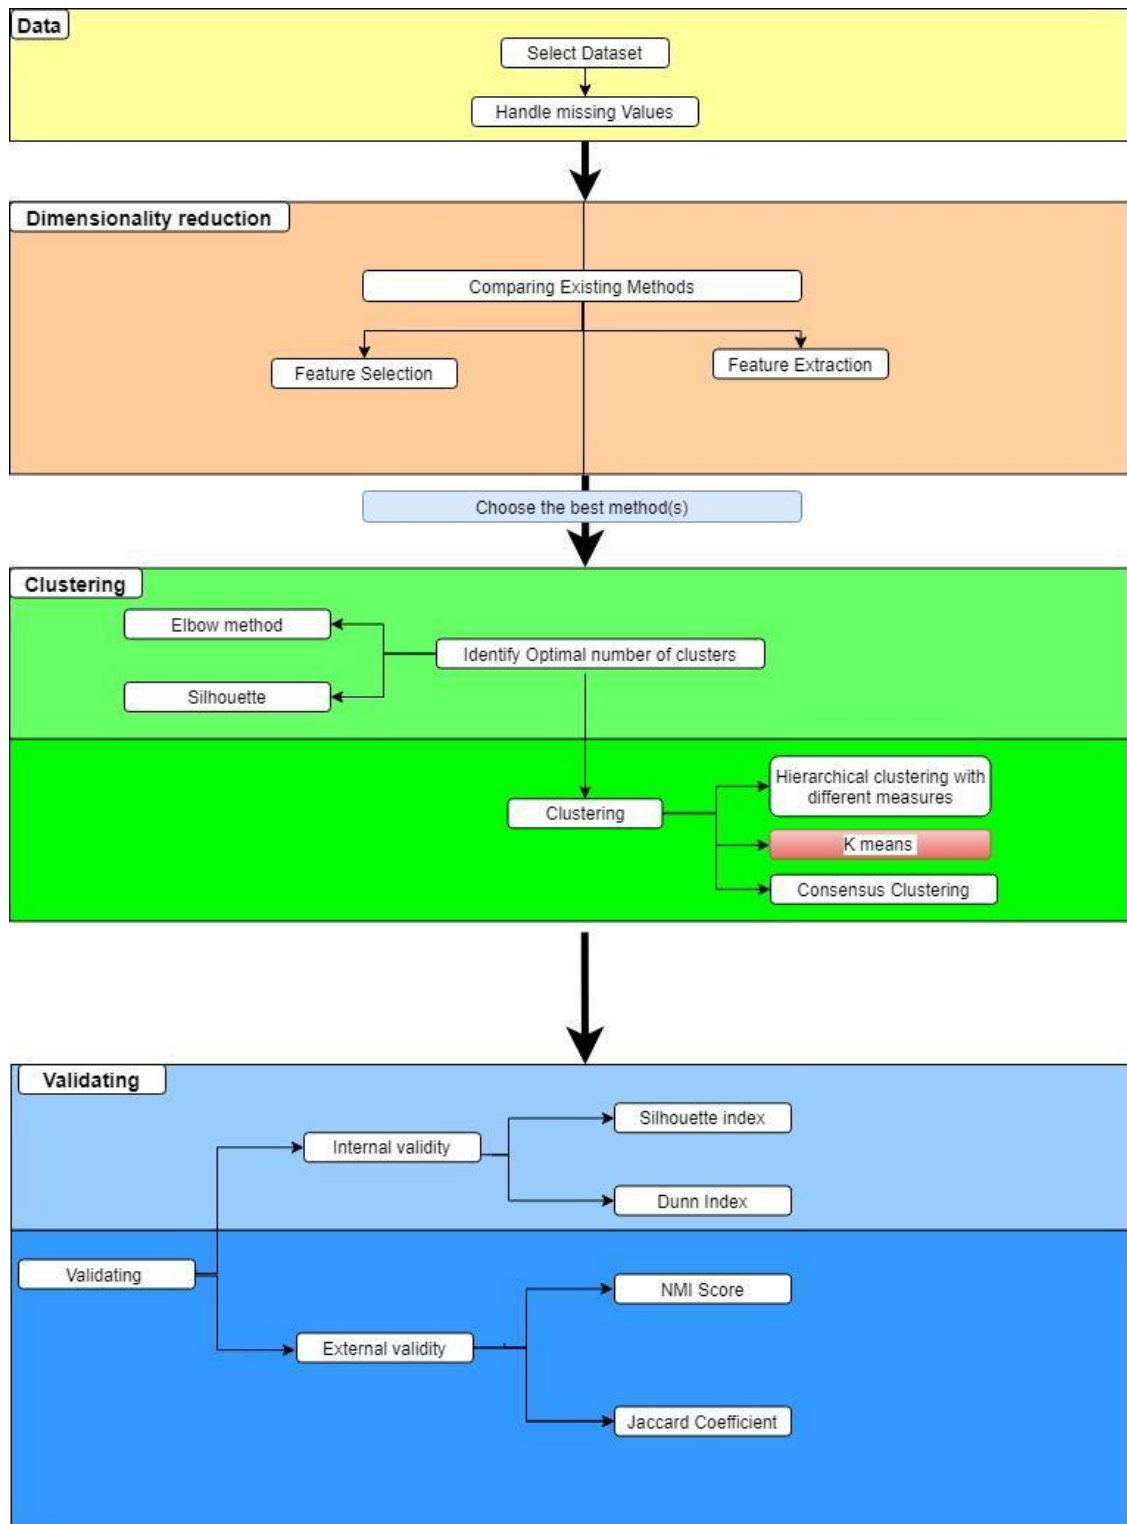 Data
Select Dataset
Handle missing Values
Dimensionality reduction
Comparing Existing Methods
Feature Selection
Feature Extraction
Choose the best method(s)
Clustering
Elbow method
Identify Optimal number of clusters
Silhouette
Hierarchical clustering with
different measures
Clustering
K means
Consensus Clustering
Validating
Silhouette index
Internal validity
Dunn Index
Validating
NMI Score
External validity
Jaccard Coefficient